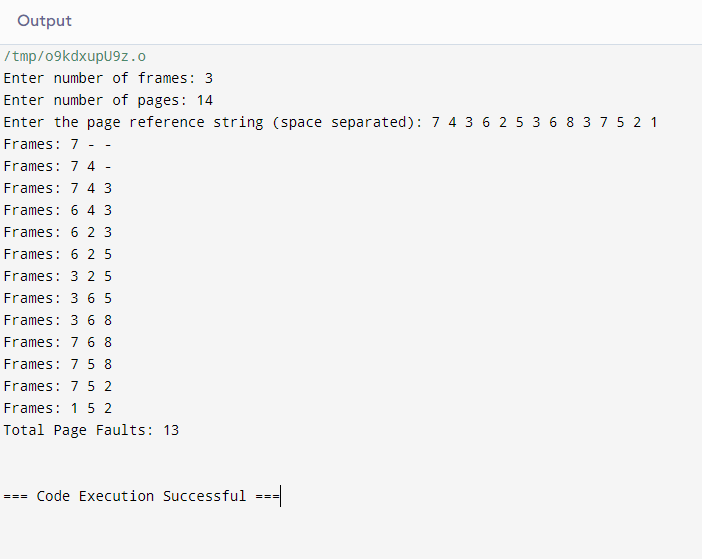 Output
/tmp/o9kdxupU9z.o
Enter number of frames: 3
Enter number of pages: 14
Enter the page reference string (space separated): 7 4 3 6 2 5 3 6 8 3 7 5 2 1
Frames: 7 - -
Frames: 7 4 -
Frames: 7 4 3
Frames: 6 4 3
Frames: 6 2 3
Frames: 6 2 5
Frames: 3 2 5
Frames: 3 6 5
Frames: 3 6 8
Frames: 7 6 8
Frames: 7 5 8
Frames: 7 5 2
Frames: 1 5 2
Total Page Faults: 13
=== Code Execution Successful ===